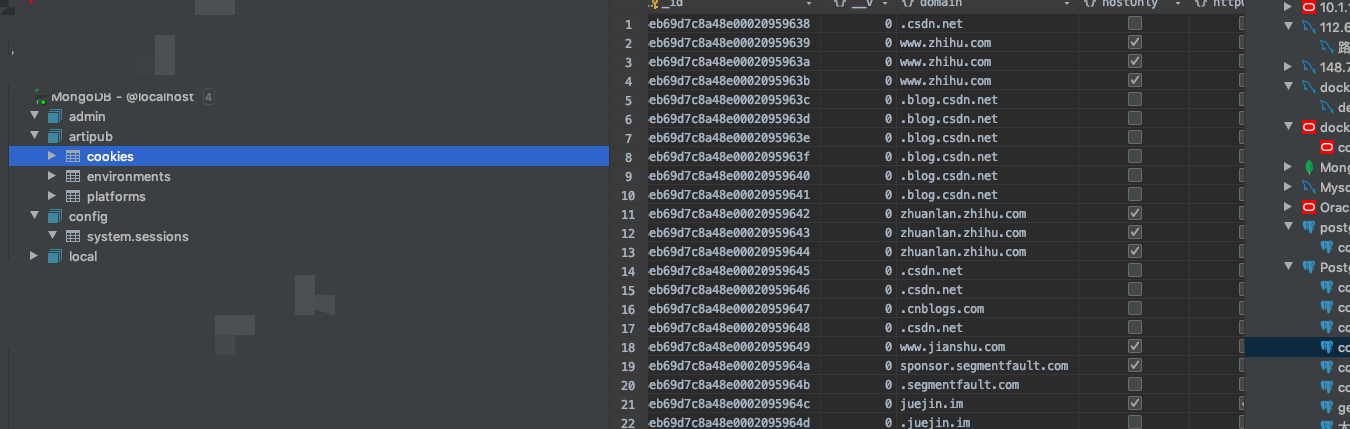 _id {} __v {} domain {} hostOnly {}
MongoDB - @localhost 4
admin
artipub
cookies
environments
platforms
config
system.sessions
local
1 eb69d7c8a48e00020959638 0 .csdn.net
2 eb69d7c8a48e00020959639 0 www.zhihu.com
3 eb69d7c8a48e0002095963a 0 www.zhihu.com
4 eb69d7c8a48e0002095963b 0 www.zhihu.com
5 eb69d7c8a48e0002095963c 0 .blog.csdn.net
6 eb69d7c8a48e0002095963d 0 .blog.csdn.net
7 eb69d7c8a48e0002095963e 0 .blog.csdn.net
8 eb69d7c8a48e0002095963f 0 .blog.csdn.net
9 eb69d7c8a48e00020959640 0 .blog.csdn.net
10 eb69d7c8a48e00020959641 0 .blog.csdn.net
11 eb69d7c8a48e00020959642 0 zhuanlan.zhihu.com
12 eb69d7c8a48e00020959643 0 zhuanlan.zhihu.com
13 eb69d7c8a48e00020959644 0 zhuanlan.zhihu.com
14 eb69d7c8a48e00020959645 0 .csdn.net
15 eb69d7c8a48e00020959646 0 .csdn.net
16 eb69d7c8a48e00020959647 0 .cnblogs.com
17 eb69d7c8a48e00020959648 0 .csdn.net
18 eb69d7c8a48e00020959649 0 www.jianshu.com
19 eb69d7c8a48e0002095964a 0 sponsor.segmentfault.com
20 eb69d7c8a48e0002095964b 0 .segmentfault.com
21 eb69d7c8a48e0002095964c 0 juejin.im
22 eb69d7c8a48e0002095964d 0 .juejin.im
10.1.1
112.6
路
148.7
dock
de
dock
co
Mong
Mysq
Orac
postg
co
Postg
co
co
co
co
co
co
ge